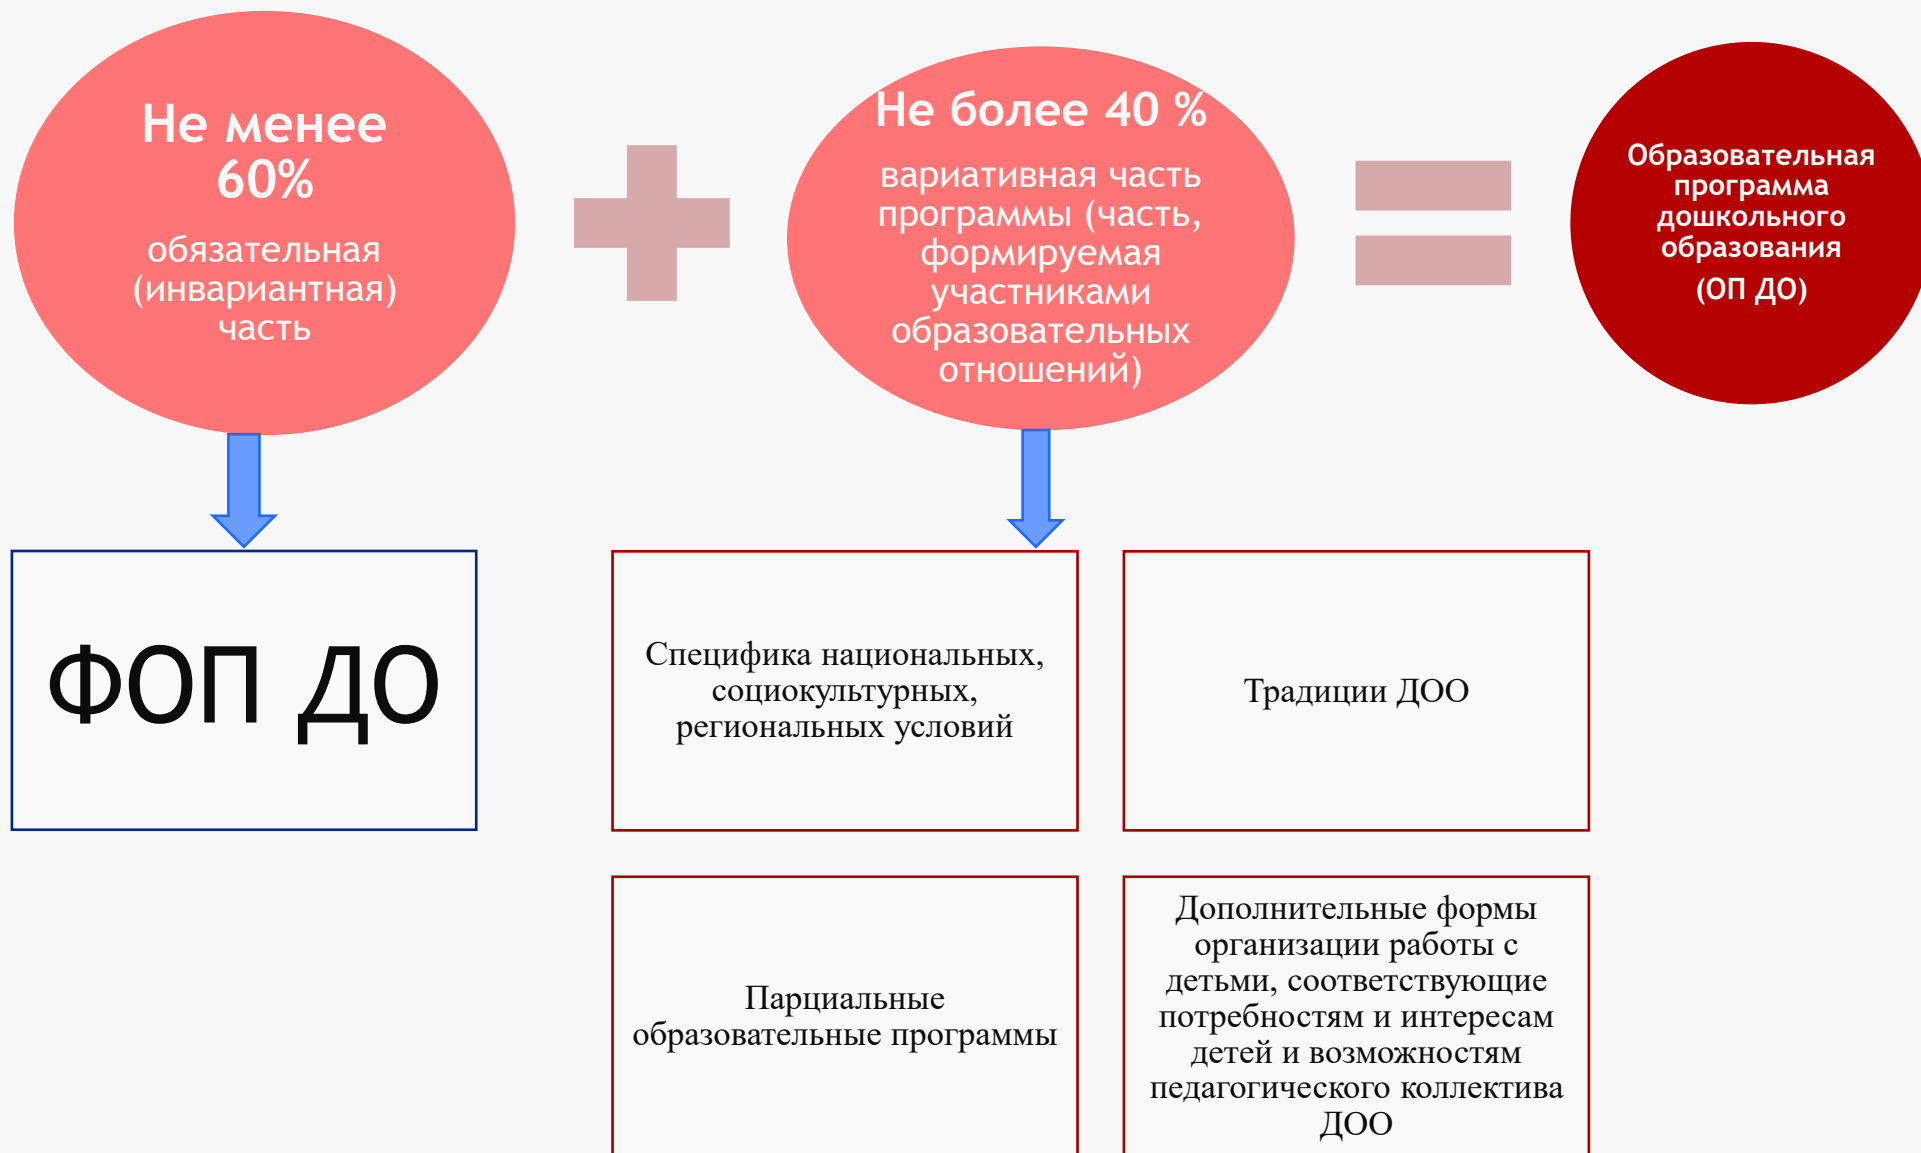 Не менее
60%
обязательная
(инвариантная)
часть
Не более 40 %
вариативная часть
программы (часть,
формируемая
участниками
образовательных
отношений)
Образовательная
программа
дошкольного
образования
(ОП ДО)
ФОП ДО
Специфика национальных,
социокультурных,
региональных условий
Традиции ДОО
Парциальные
образовательные программы
Дополнительные формы
организации работы с
детьми, соответствующие
потребностям и интересам
детей и возможностям
педагогического коллектива
ДОО